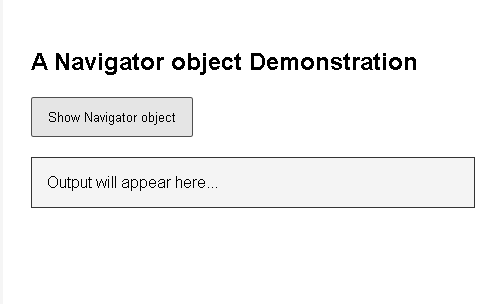 A Navigator object Demonstration
Show Navigator object
Output will appear here...